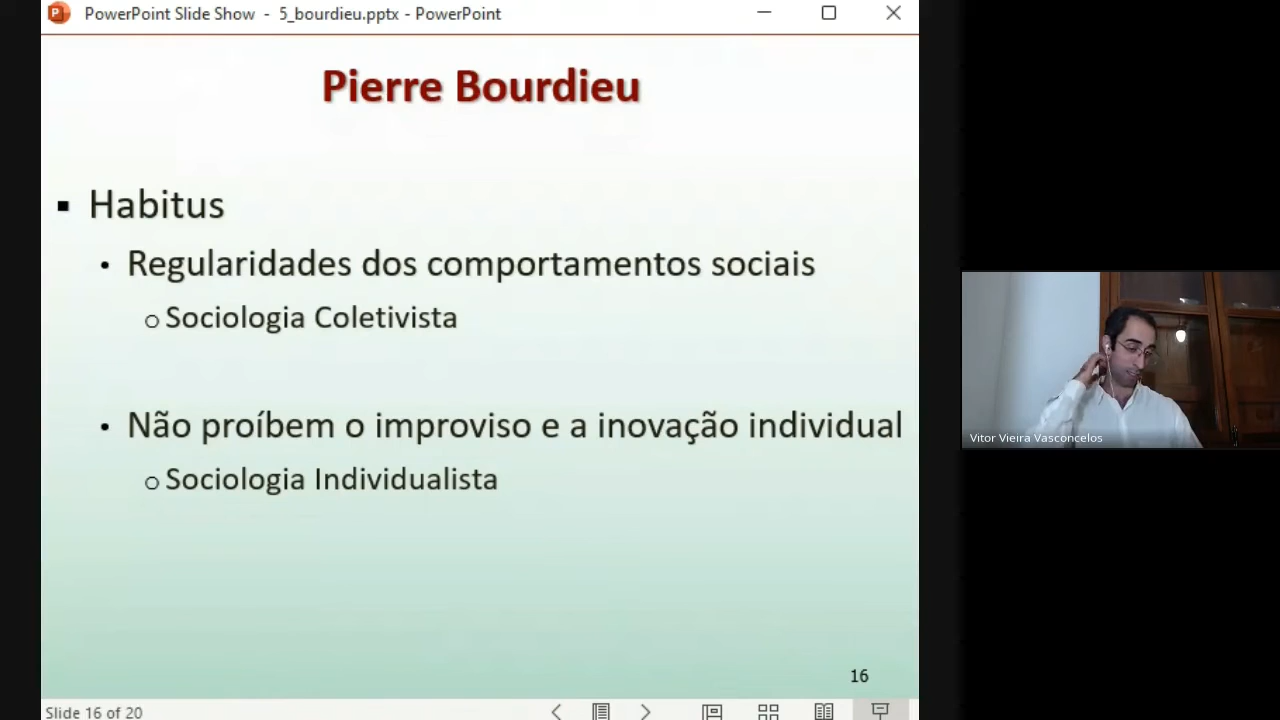 PowerPoint Slide Show - 5_bourdieu.pptx - PowerPoint
Pierre Bourdieu
▪ Habitus
• Regularidades dos comportamentos sociais
o Sociologia Coletivista
• Não proíbem o improviso e a inovação individual
o Sociologia Individualista
16
Slide 16 of 20
Vitor Vieira Vasconcelos